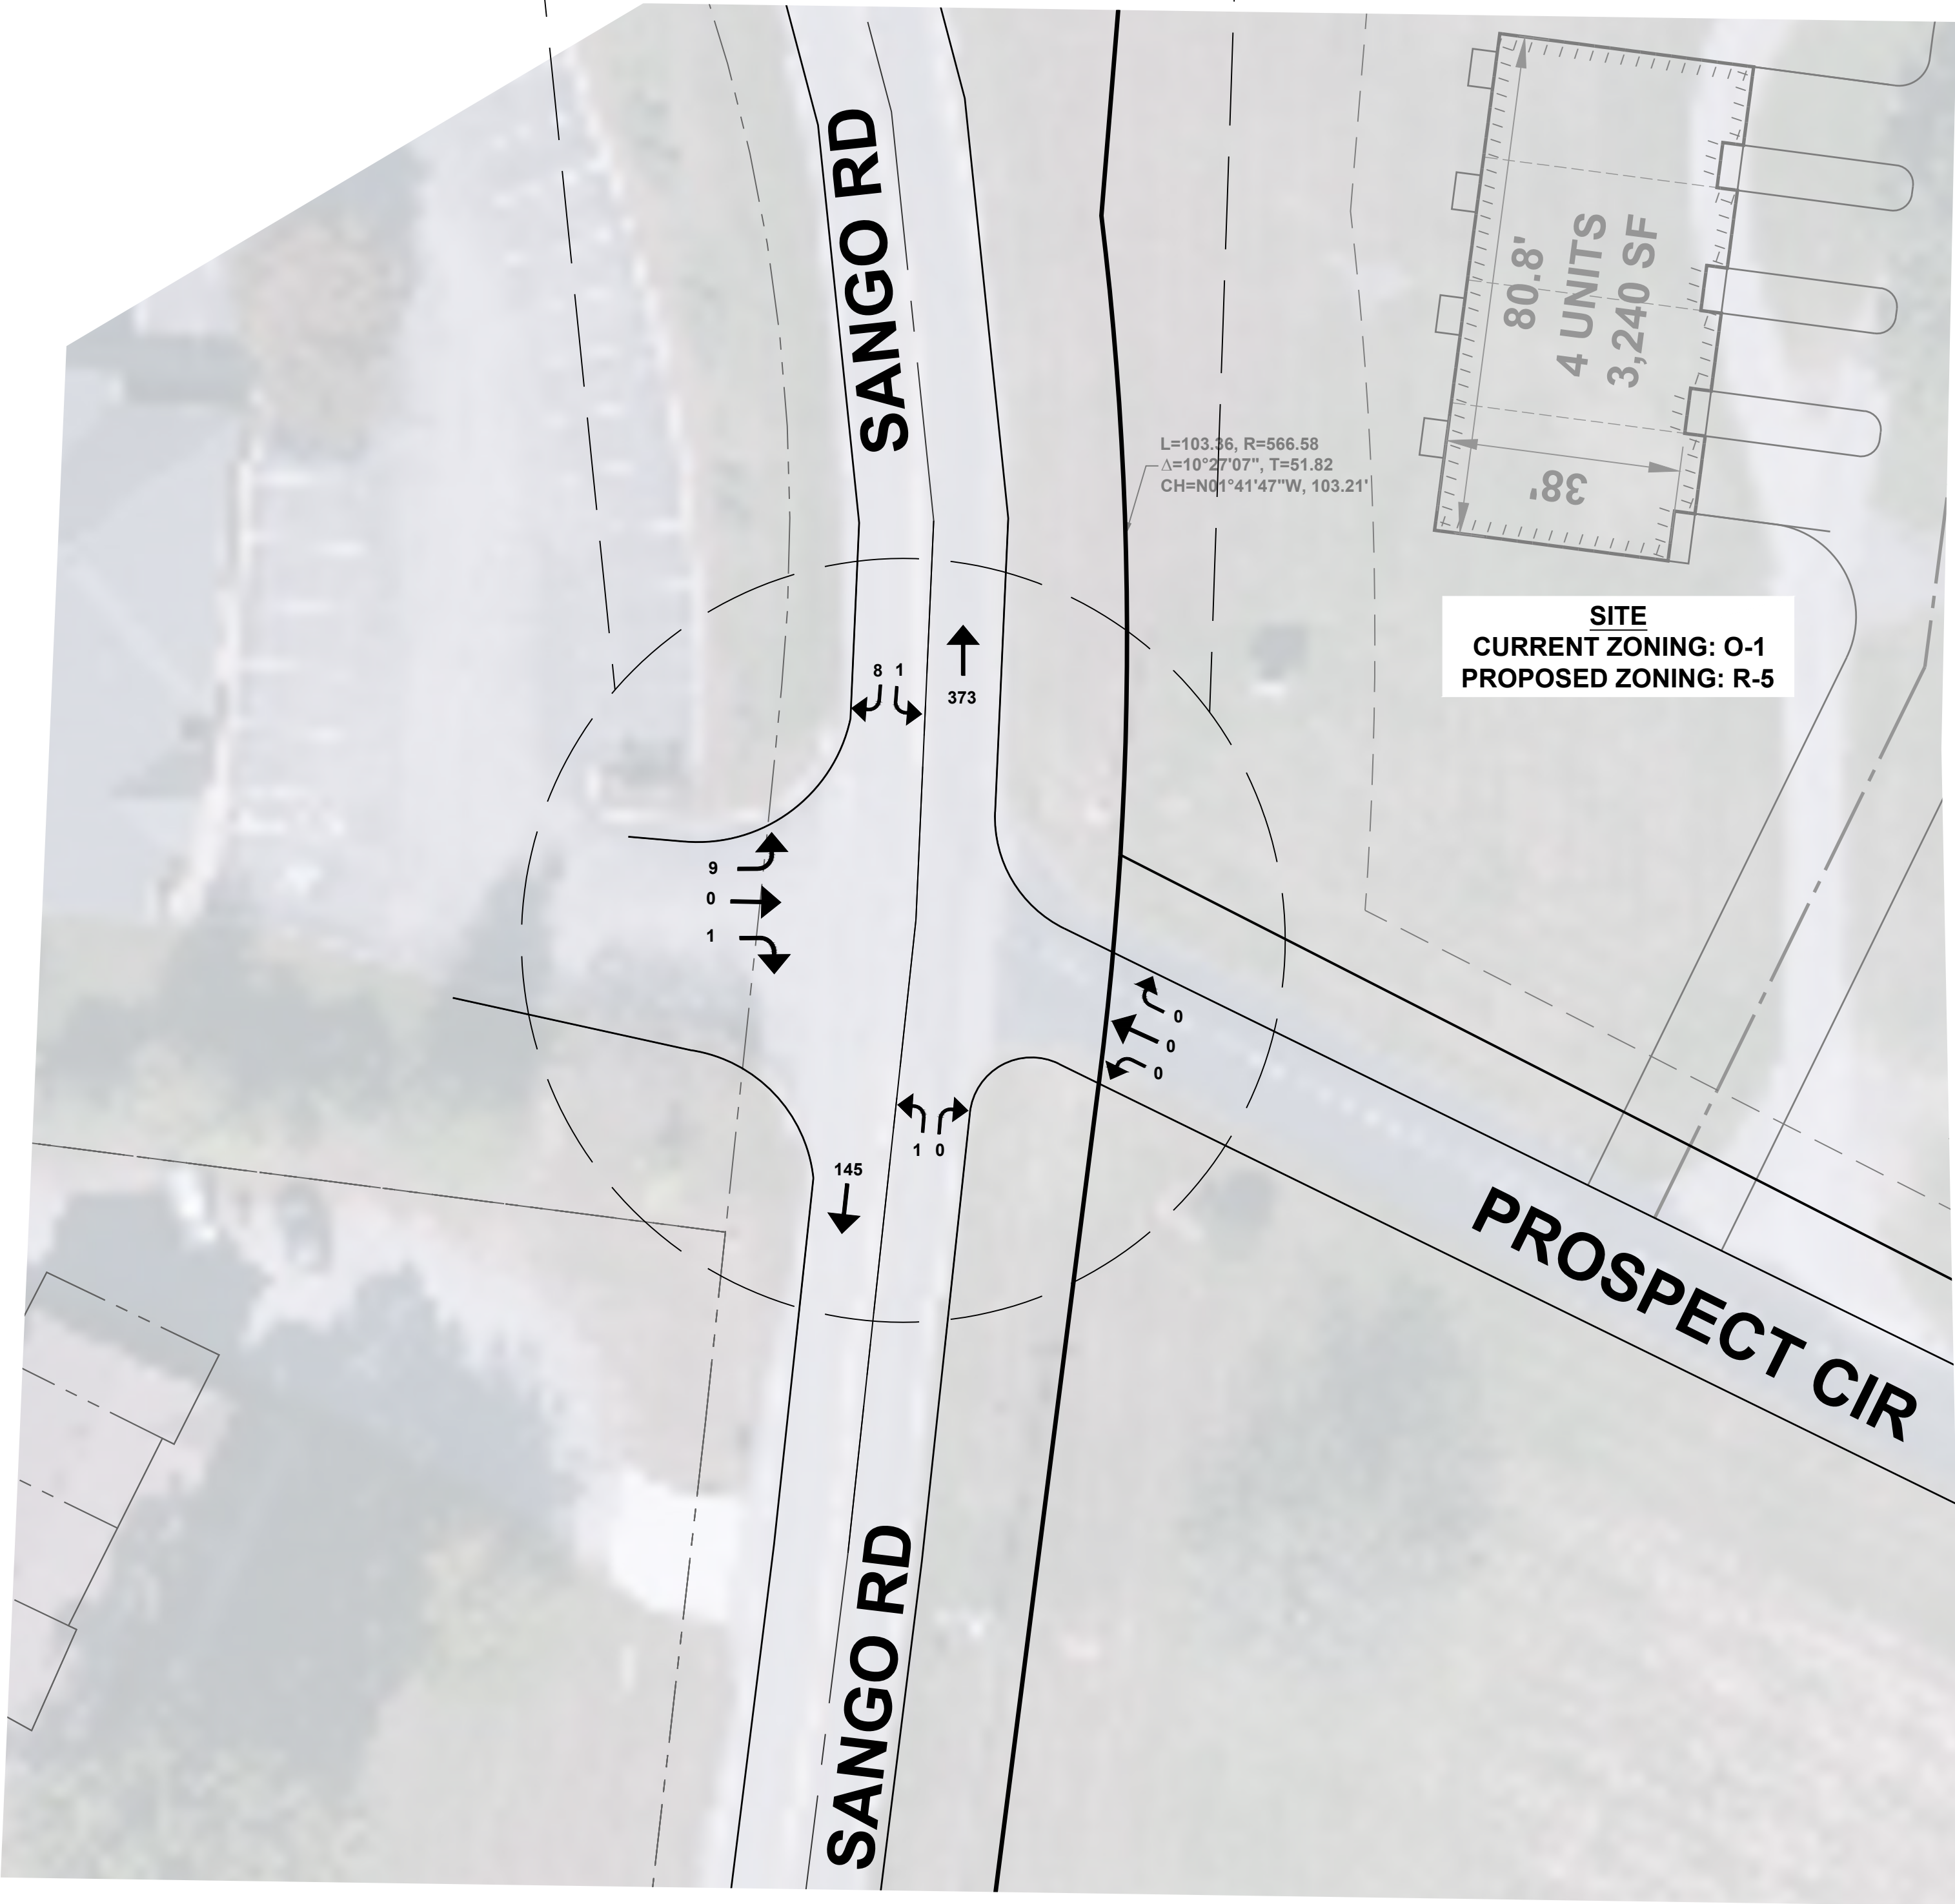 SANGO RD
80.8'
4 UNITS
3,240 SF
38'
L=103.36, R=566.58
Δ=10°27'07", T=51.82
CH=N01°41'47"W, 103.21'
SITE
CURRENT ZONING: O-1
PROPOSED ZONING: R-5
8 1
373
9
0
1
0
0
0
1 0
145
PROSPECT CIR
SANGO RD